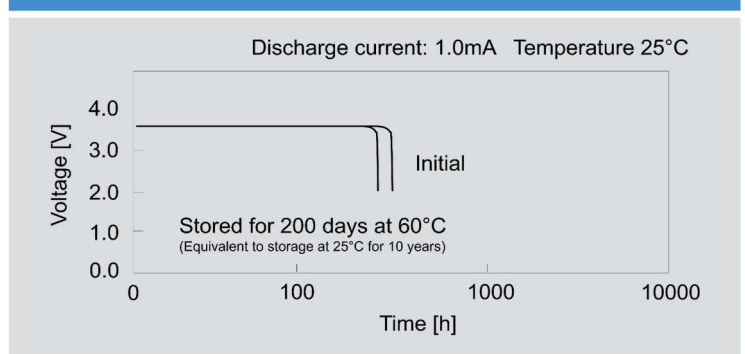 Discharge current: 1.0mA Temperature 25°C
Voltage [V]
4.0
3.0
2.0
1.0
0.0
Initial
Stored for 200 days at 60°C
(Equivalent to storage at 25°C for 10 years)
0 100 1000 10000
Time [h]